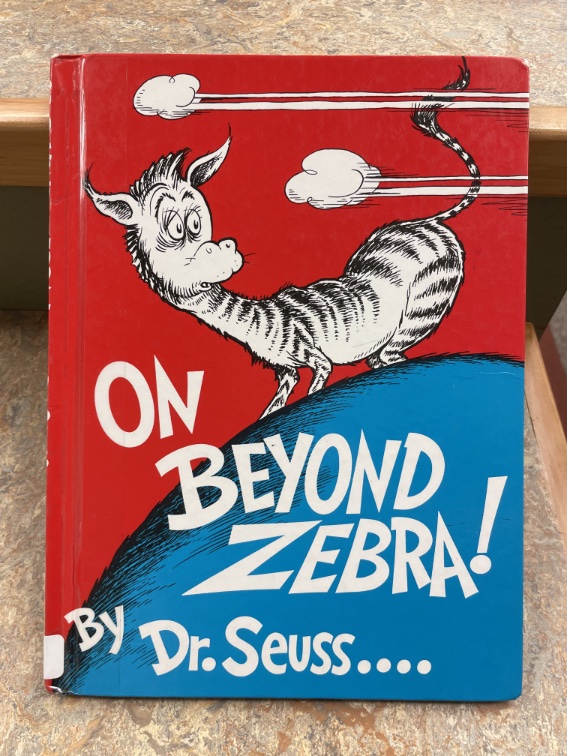 ON
BEYOND
ZEBRA!
By Dr. Seuss....